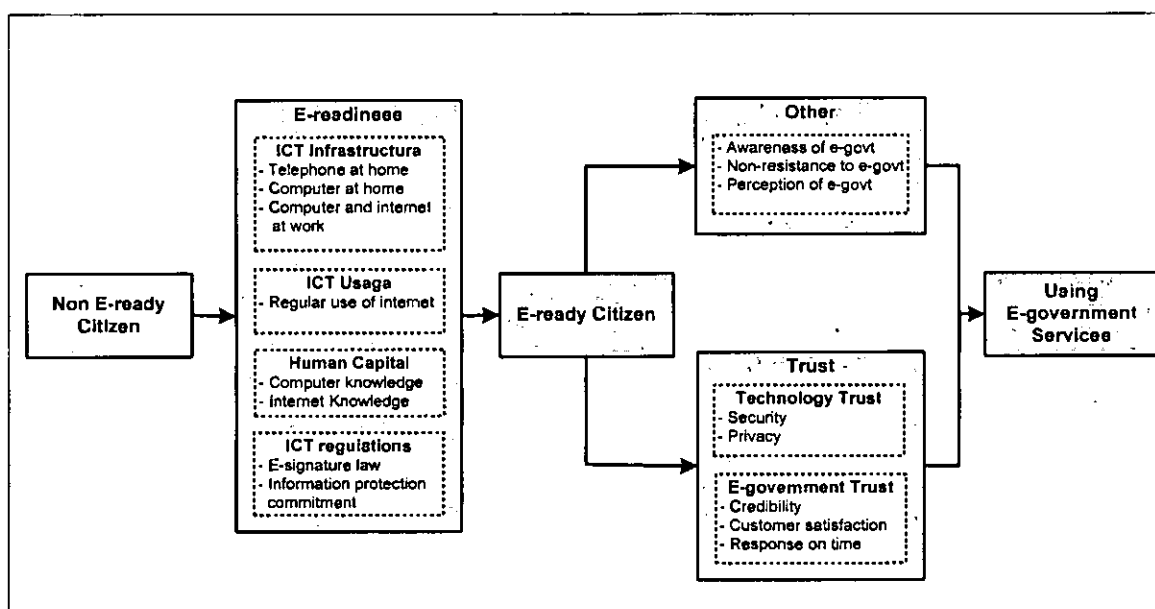 Non E-ready
Citizen
E-readiness
ICT Infrastructura
- Telephone at home
- Computer at home
- Computer and internet
at work
ICT Usaga
- Regular use of internet
Human Capital
- Computer knowledge
- Internet Knowledge
ICT regulations
- E-signature law
- Information protection
commitment
E-ready Citizen
Other
- Awareness of e-govt
- Non-resistance to e-govt
- Perception of e-govt
Trust
Technology Trust
- Security
- Privacy
E-government Trust
- Credibility
- Customer satisfaction
- Response on time
Using
E-government
Services